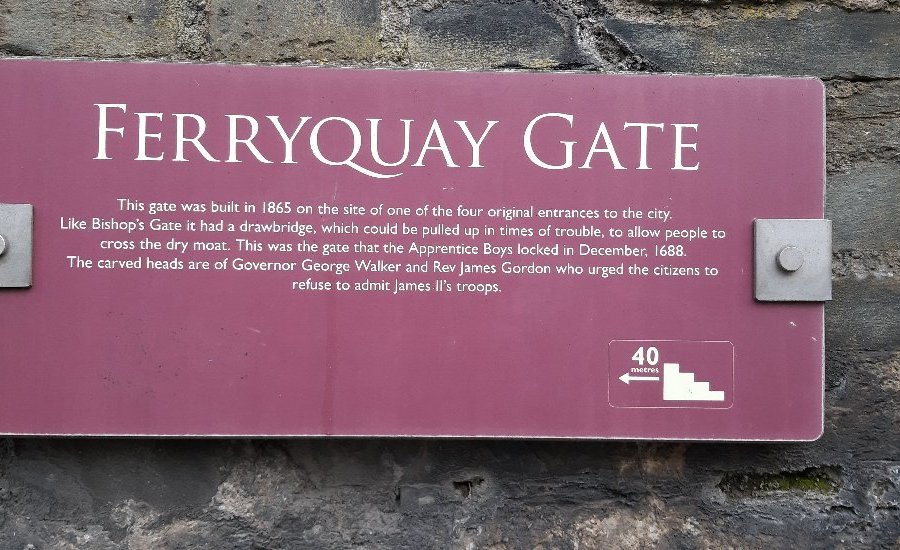 FERRYQUAY GATE
This gate was built in 1865 on the site of one of the four original entrances to the city.
Like Bishop's Gate it had a drawbridge, which could be pulled up in times of trouble, to allow people to
cross the dry moat. This was the gate that the Apprentice Boys locked in December, 1688.
The carved heads are of Governor George Walker and Rev James Gordon who urged the citizens to
refuse to admit James II's troops.
40
metres